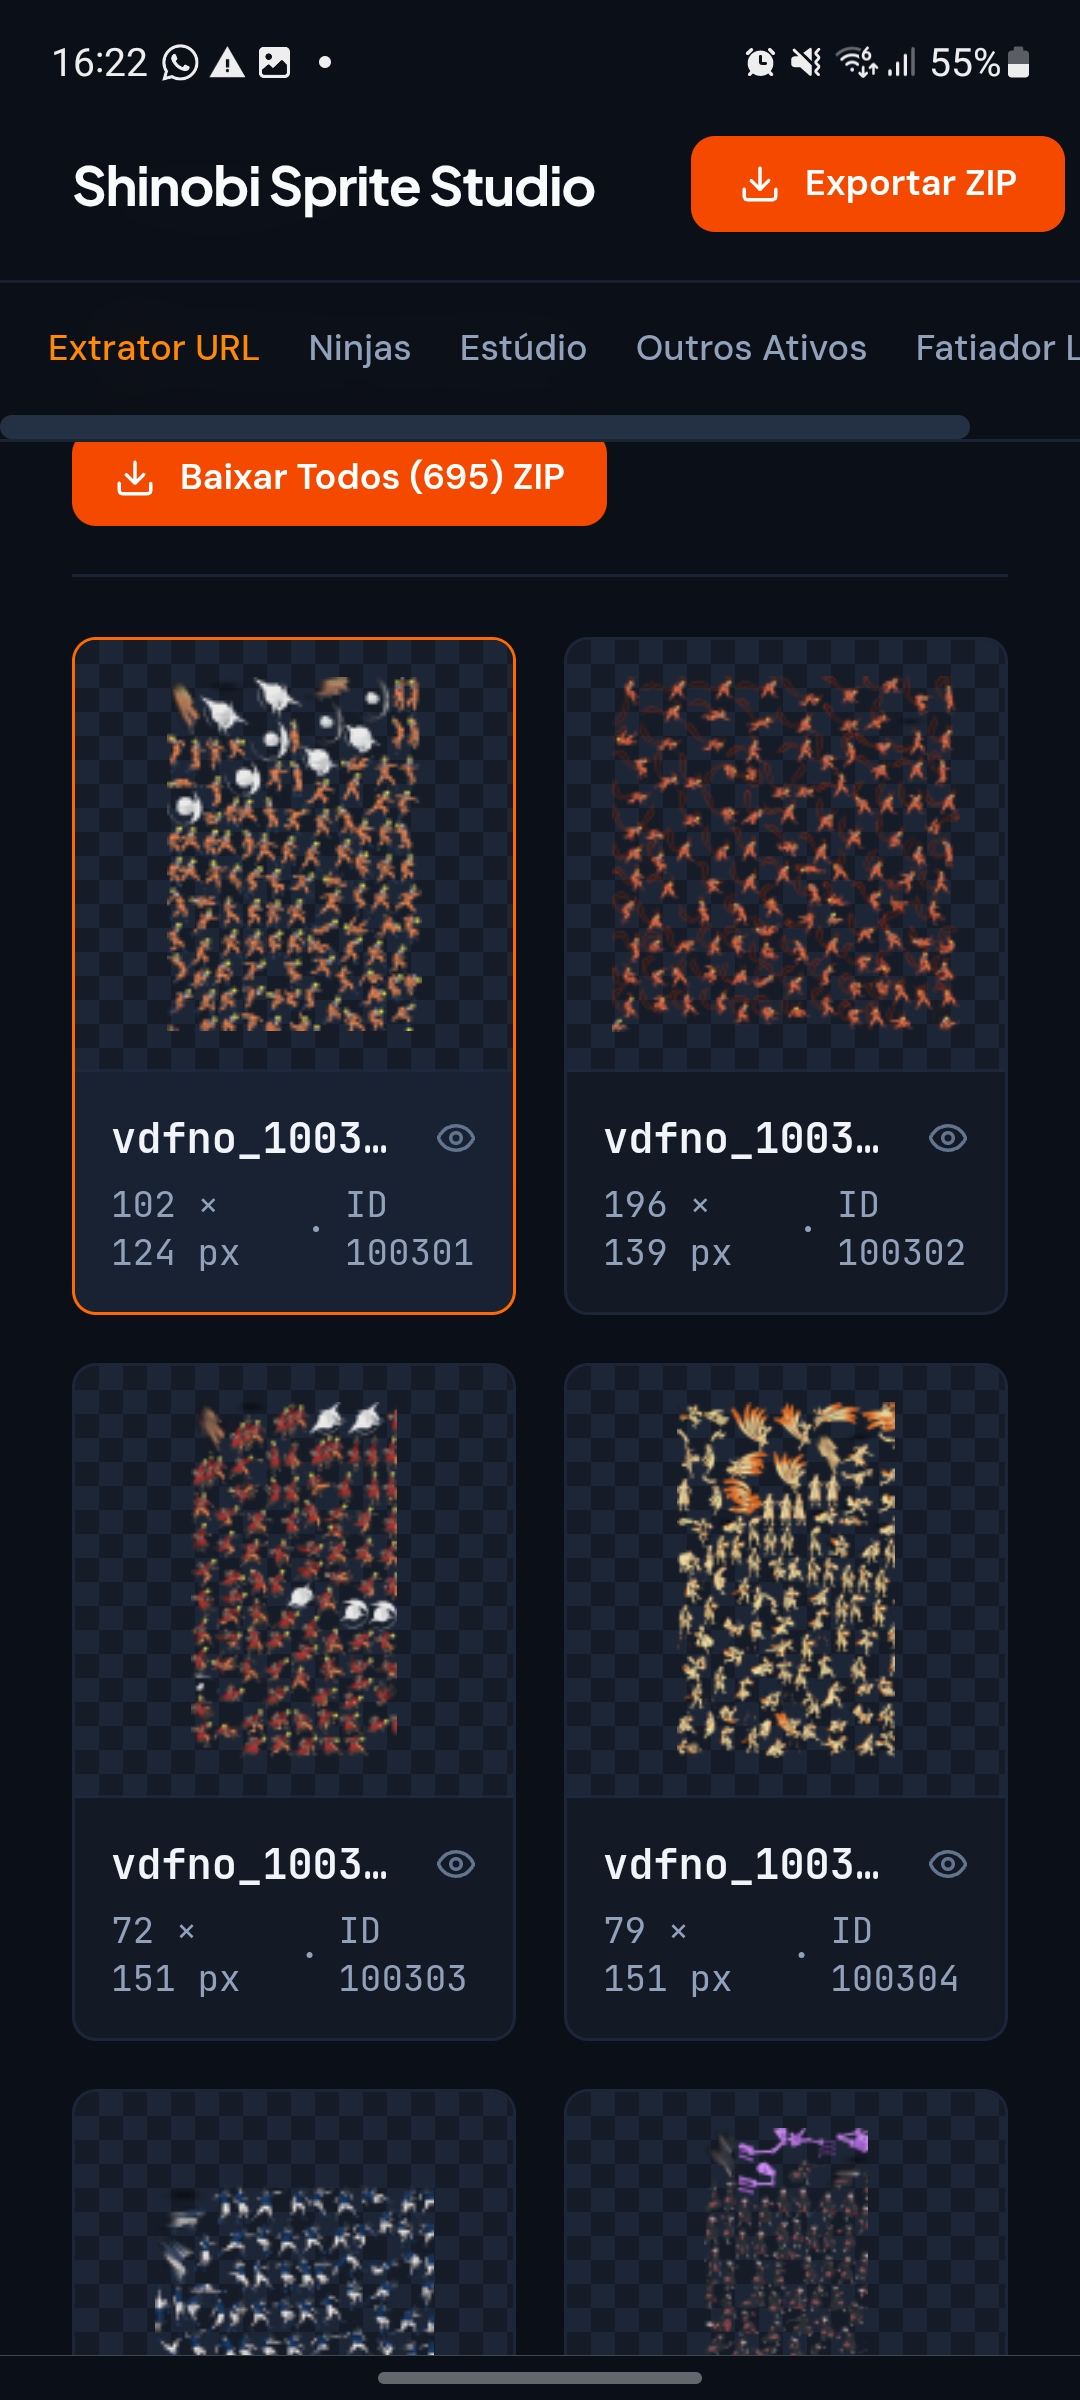 16:22
55%
Shinobi Sprite Studio
Exportar ZIP
Extrator URL Ninjas Estúdio Outros Ativos Fatiador L
Baixar Todos (695) ZIP
vdfno_1003…
102 ×
124 px
·
ID
100301
vdfno_1003…
196 ×
139 px
·
ID
100302
vdfno_1003…
72 ×
151 px
·
ID
100303
vdfno_1003…
79 ×
151 px
·
ID
100304